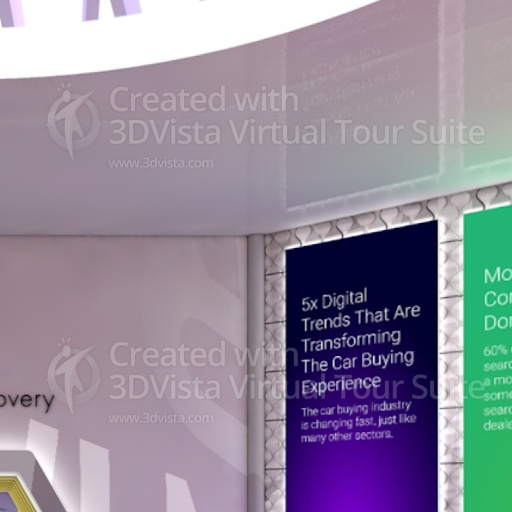 Created with
3DVista Virtual Tour Suite
www.3dvista.com
5x Digital
Trends That Are
Transforming
The Car Buying
Experience
The car buying industry
is changing fast, just like
many other sectors.
Mo
Co
Do
60%
sear
a mo
some
searc
deale
overy
Created with
3DVista Virtual Tour Suite
www.3dvista.com